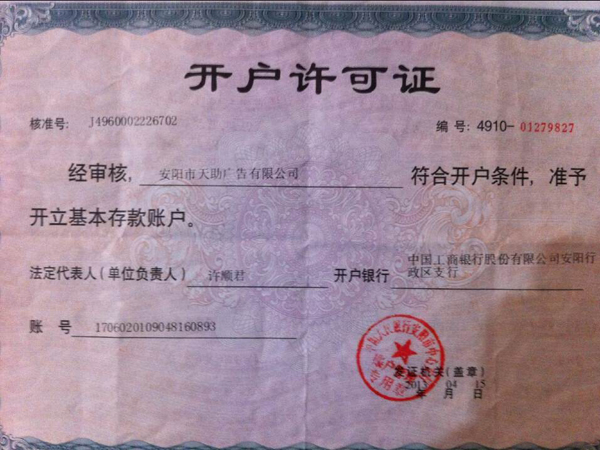 开户许可证
核准号: J4960002226702 编号: 4910-01279827
经审核, 安阳市天助广告有限公司 符合开户条件, 准予
开立基本存款账户。
法定代表人(单位负责人) 许顺君 开户银行 中国工商银行股份有限公司安阳行
政区支行
账号 1706020109048160893
发证机关(盖章)
2013 04 15
年 月 日